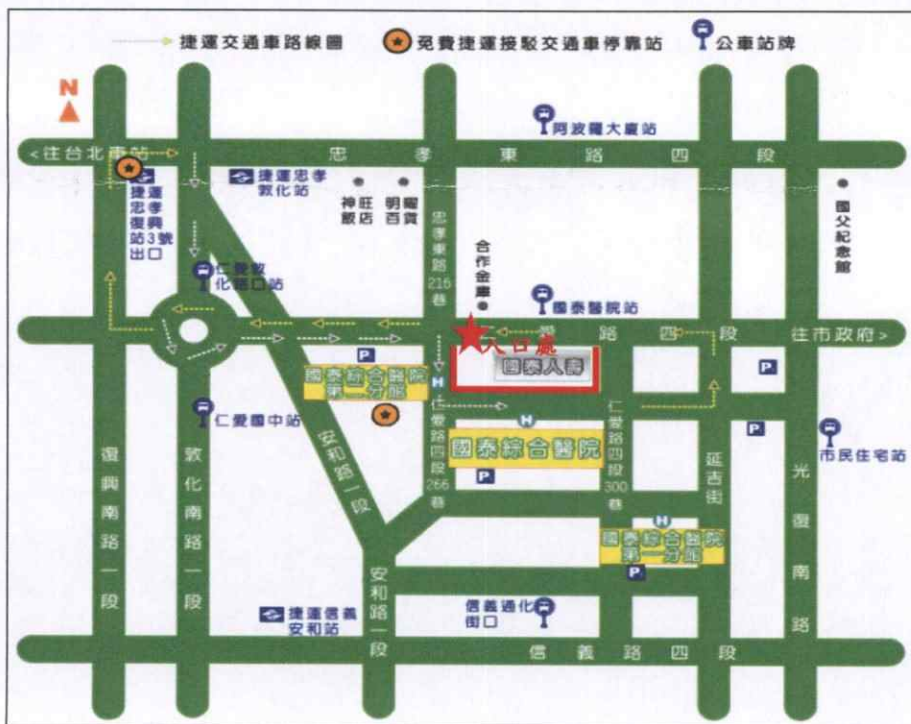 捷運交通車路線圖
免費捷運接駁交通車停靠站
公車站牌
N
阿波羅大廈站
<往台北車站
忠孝東路四段
捷運忠孝
復興
站3號
出口
捷運忠孝
敦化站
神旺
飯店
明曜
百貨
忠孝東路216巷
合作金庫
國父紀念館
仁愛敦
化路口站
國泰醫院站
仁愛路四段
往市政府>
入口處
國泰人壽
P
國泰綜合醫院
第二分館
H
P
仁愛國中站
安和路一段
仁愛路四段266巷
H
國泰綜合醫院
P
仁愛路四段300巷
延吉街
P
市民住宅站
復興南路一段
敦化南路一段
光復南路
H
國泰綜合醫院
第一分館
P
安和路一段
捷運信義
安和站
信義通化
街口
信義路四段